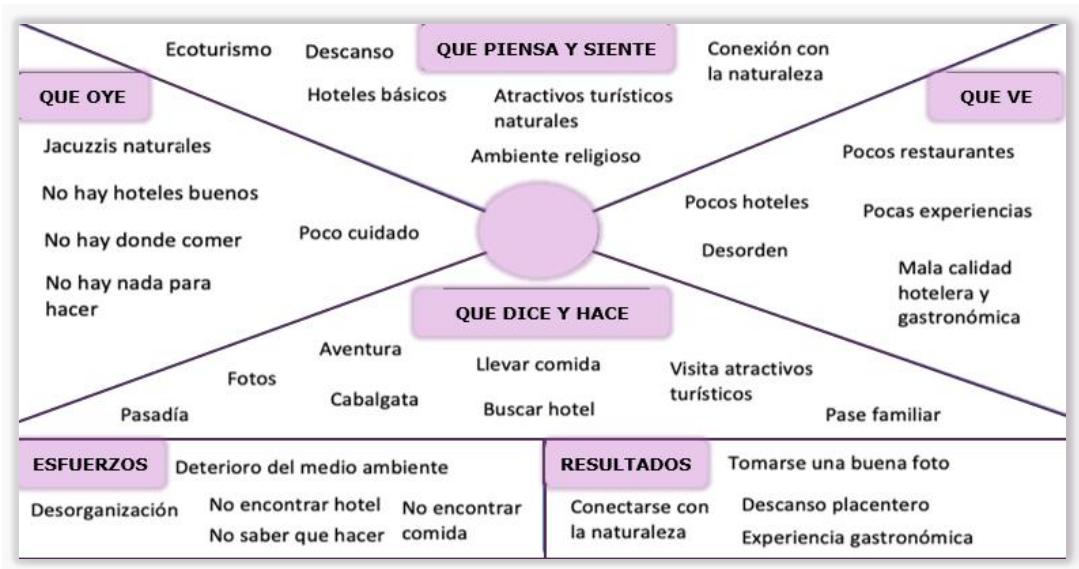 QUE PIENSA Y SIENTE
Ecoturismo
Descanso
Conexión con
la naturaleza
Hoteles básicos
Atractivos turísticos
naturales
Ambiente religioso
QUE OYE
Jacuzzis naturales
No hay hoteles buenos
No hay donde comer
No hay nada para
hacer
Poco cuidado
QUE VE
Pocos restaurantes
Pocos hoteles
Pocas experiencias
Desorden
Mala calidad
hotelera y
gastronómica
QUE DICE Y HACE
Aventura
Llevar comida
Visita atractivos
turísticos
Fotos
Cabalgata
Buscar hotel
Pasadía
Pase familiar
ESFUERZOS
Deterioro del medio ambiente
Desorganización
No encontrar hotel
No saber que hacer
No encontrar
comida
RESULTADOS
Tomarse una buena foto
Conectarse con
la naturaleza
Descanso placentero
Experiencia gastronómica